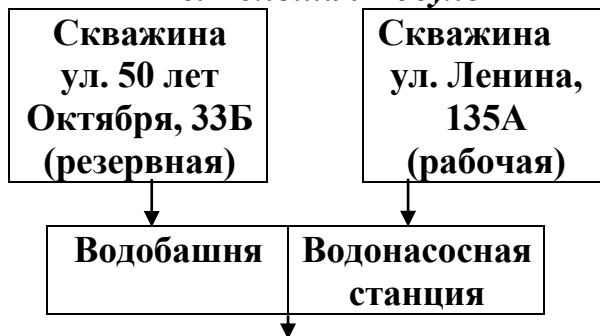 Скважина
ул. 50 лет
Октября, 33Б
(резервная)
Скважина
ул. Ленина,
135А
(рабочая)
Водобашня
Водонасосная
станция